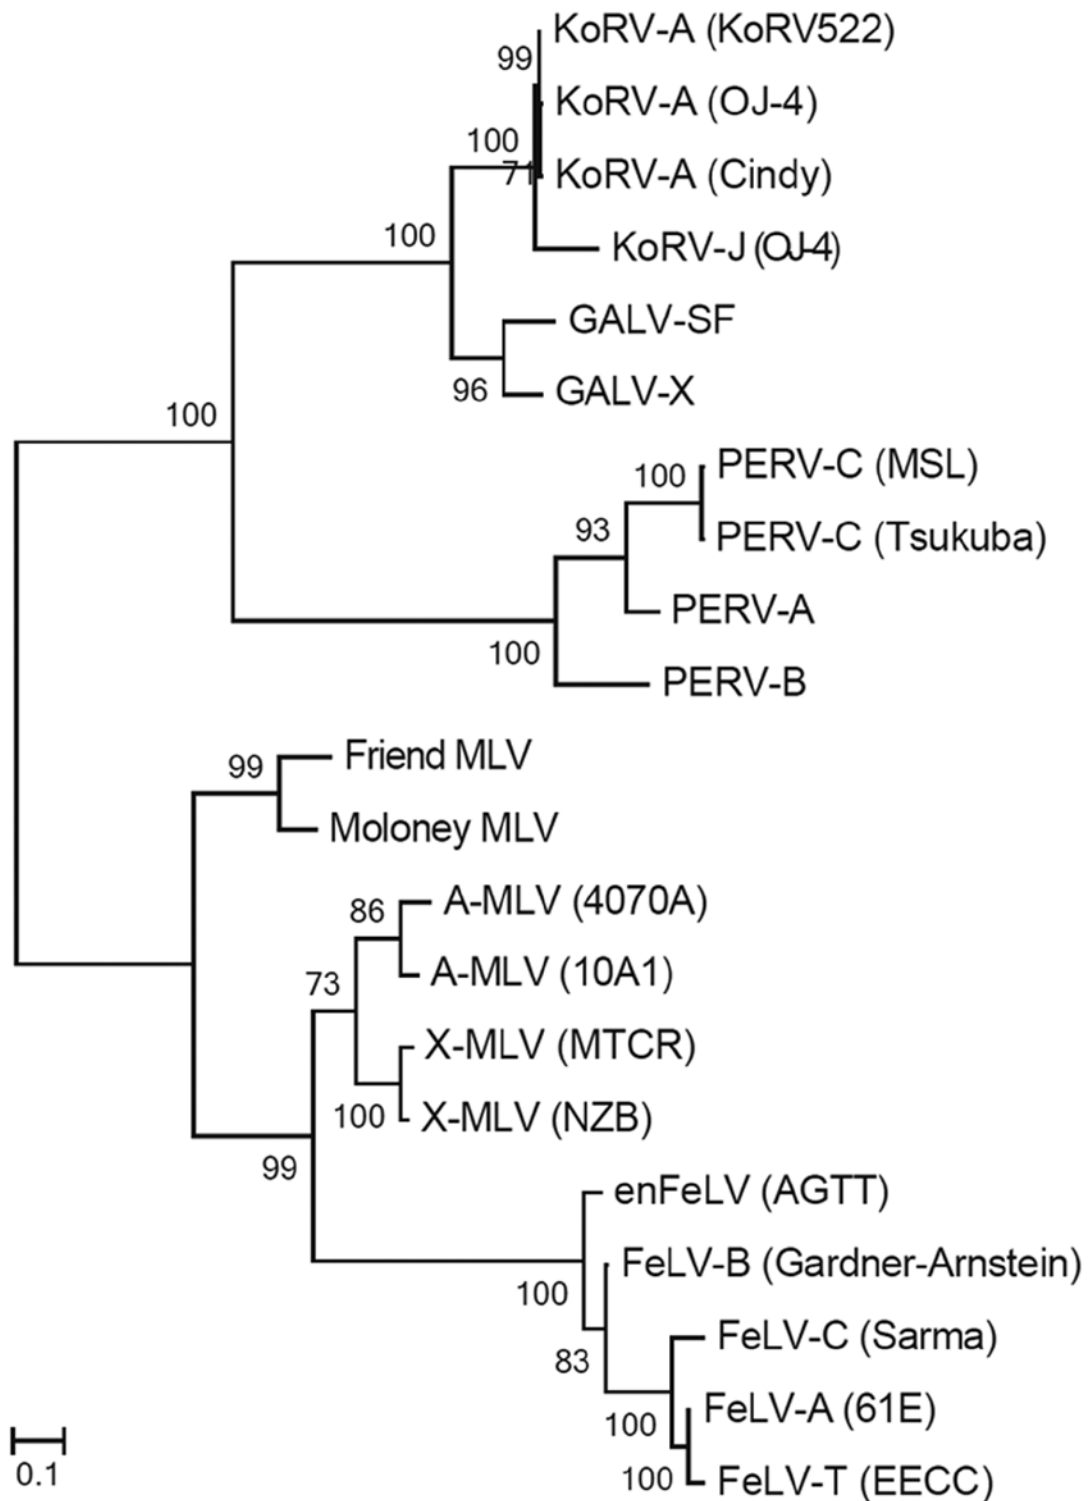 KoRV-A (KoRV522)
99
KoRV-A (OJ-4)
100
71
KoRV-A (Cindy)
100
KoRV-J (OJ-4)
GALV-SF
96
GALV-X
100
PERV-C (MSL)
100
93
PERV-C (Tsukuba)
PERV-A
100
PERV-B
Friend MLV
99
Moloney MLV
86
A-MLV (4070A)
73
A-MLV (10A1)
X-MLV (MTCR)
100
X-MLV (NZB)
99
enFeLV (AGTT)
100
FeLV-B (Gardner-Arnstein)
83
FeLV-C (Sarma)
100
FeLV-A (61E)
100
FeLV-T (EECC)
0.1